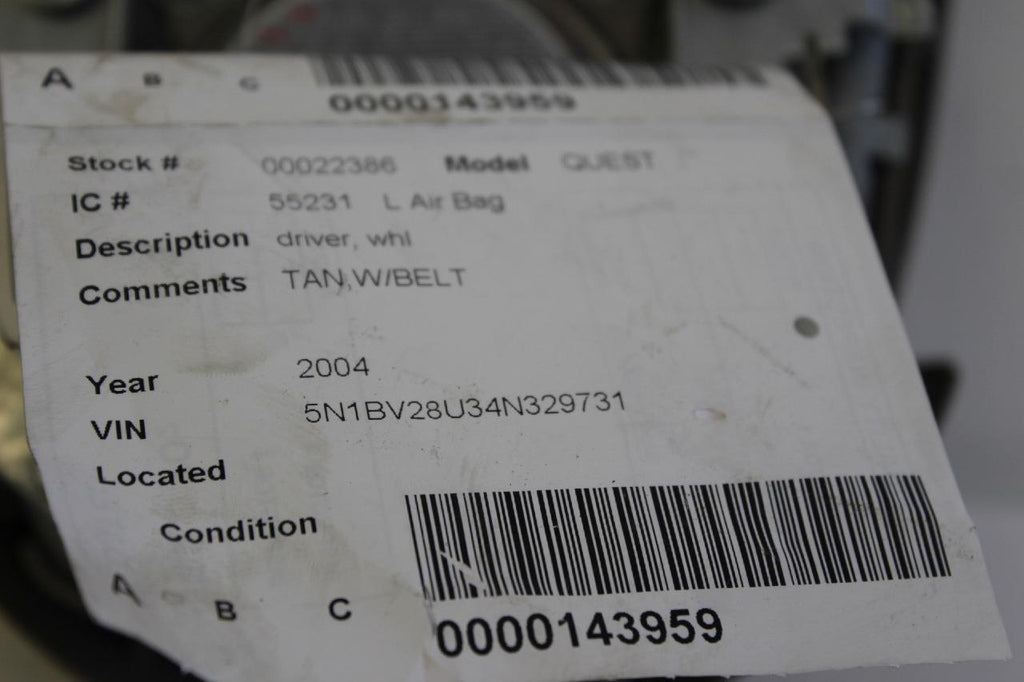 A B C
0000143959
Stock # 00022386 Model QUEST
IC # 55231 L Air Bag
Description driver, whl
Comments TAN,W/BELT
Year 2004
VIN 5N1BV28U34N329731
Located
Condition
A B C
0000143959